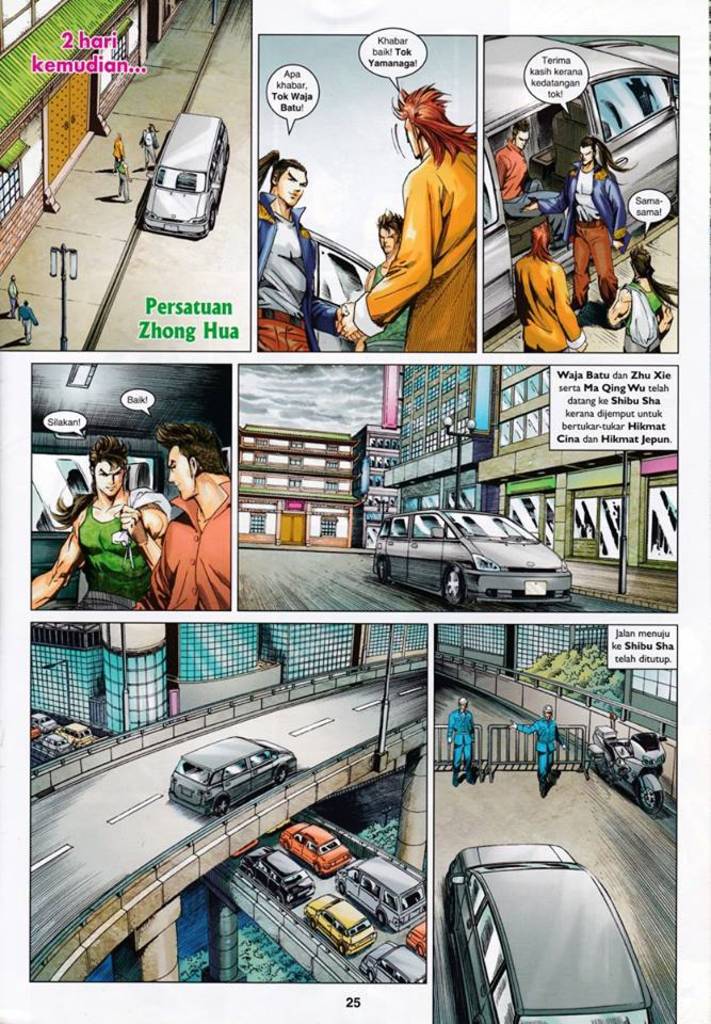 2 hari
kemudian...
Persatuan
Zhong Hua
Apa
khabar,
Tok Waja
Batu!
Khabar
baik! Tok
Yamanaga!
Terima
kasih kerana
kedatangan
tok!
Sama-
sama!
Silakan!
Baik!
Waja Batu dan Zhu Xie
serta Ma Qing Wu telah
datang ke Shibu Sha
kerana dijemput untuk
bertukar-tukar Hikmat
Cina dan Hikmat Jepun.
Jalan menuju
ke Shibu Sha
telah ditutup.
25